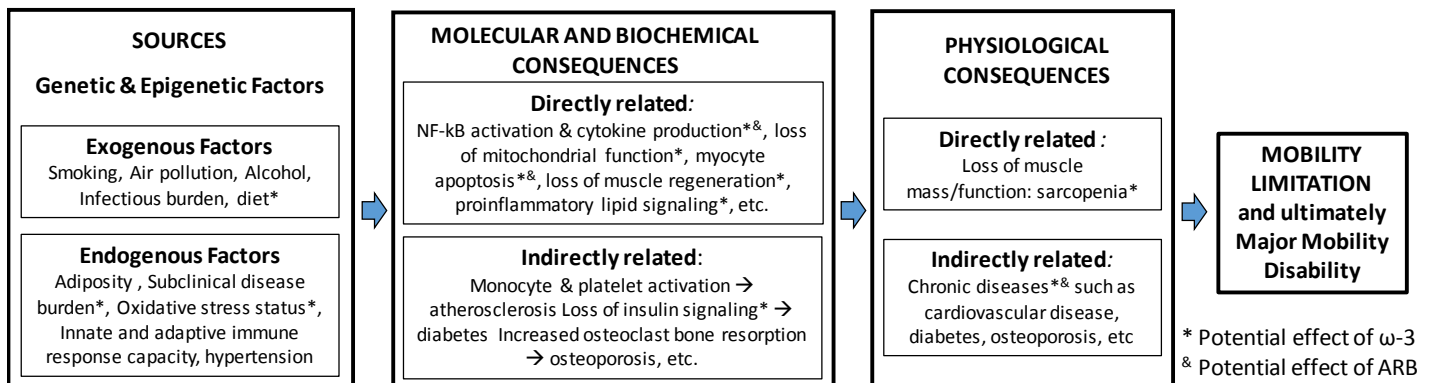 SOURCES
Genetic & Epigenetic Factors
Exogenous Factors
Smoking, Air pollution, Alcohol,
Infectious burden, diet*
Endogenous Factors
Adiposity , Subclinical disease
burden*, Oxidative stress status*,
Innate and adaptive immune
response capacity, hypertension
MOLECULAR AND BIOCHEMICAL
CONSEQUENCES
Directly related:
NF-kB activation & cytokine production*&, loss
of mitochondrial function*, myocyte
apoptosis*&, loss of muscle regeneration*,
proinflammatory lipid signaling*, etc.
Indirectly related:
Monocyte & platelet activation →
atherosclerosis Loss of insulin signaling* →
diabetes Increased osteoclast bone resorption
→ osteoporosis, etc.
PHYSIOLOGICAL
CONSEQUENCES
Directly related :
Loss of muscle
mass/function: sarcopenia*
Indirectly related:
Chronic diseases*& such as
cardiovascular disease,
diabetes, osteoporosis, etc
MOBILITY
LIMITATION
and ultimately
Major Mobility
Disability
* Potential effect of ω-3
& Potential effect of ARB